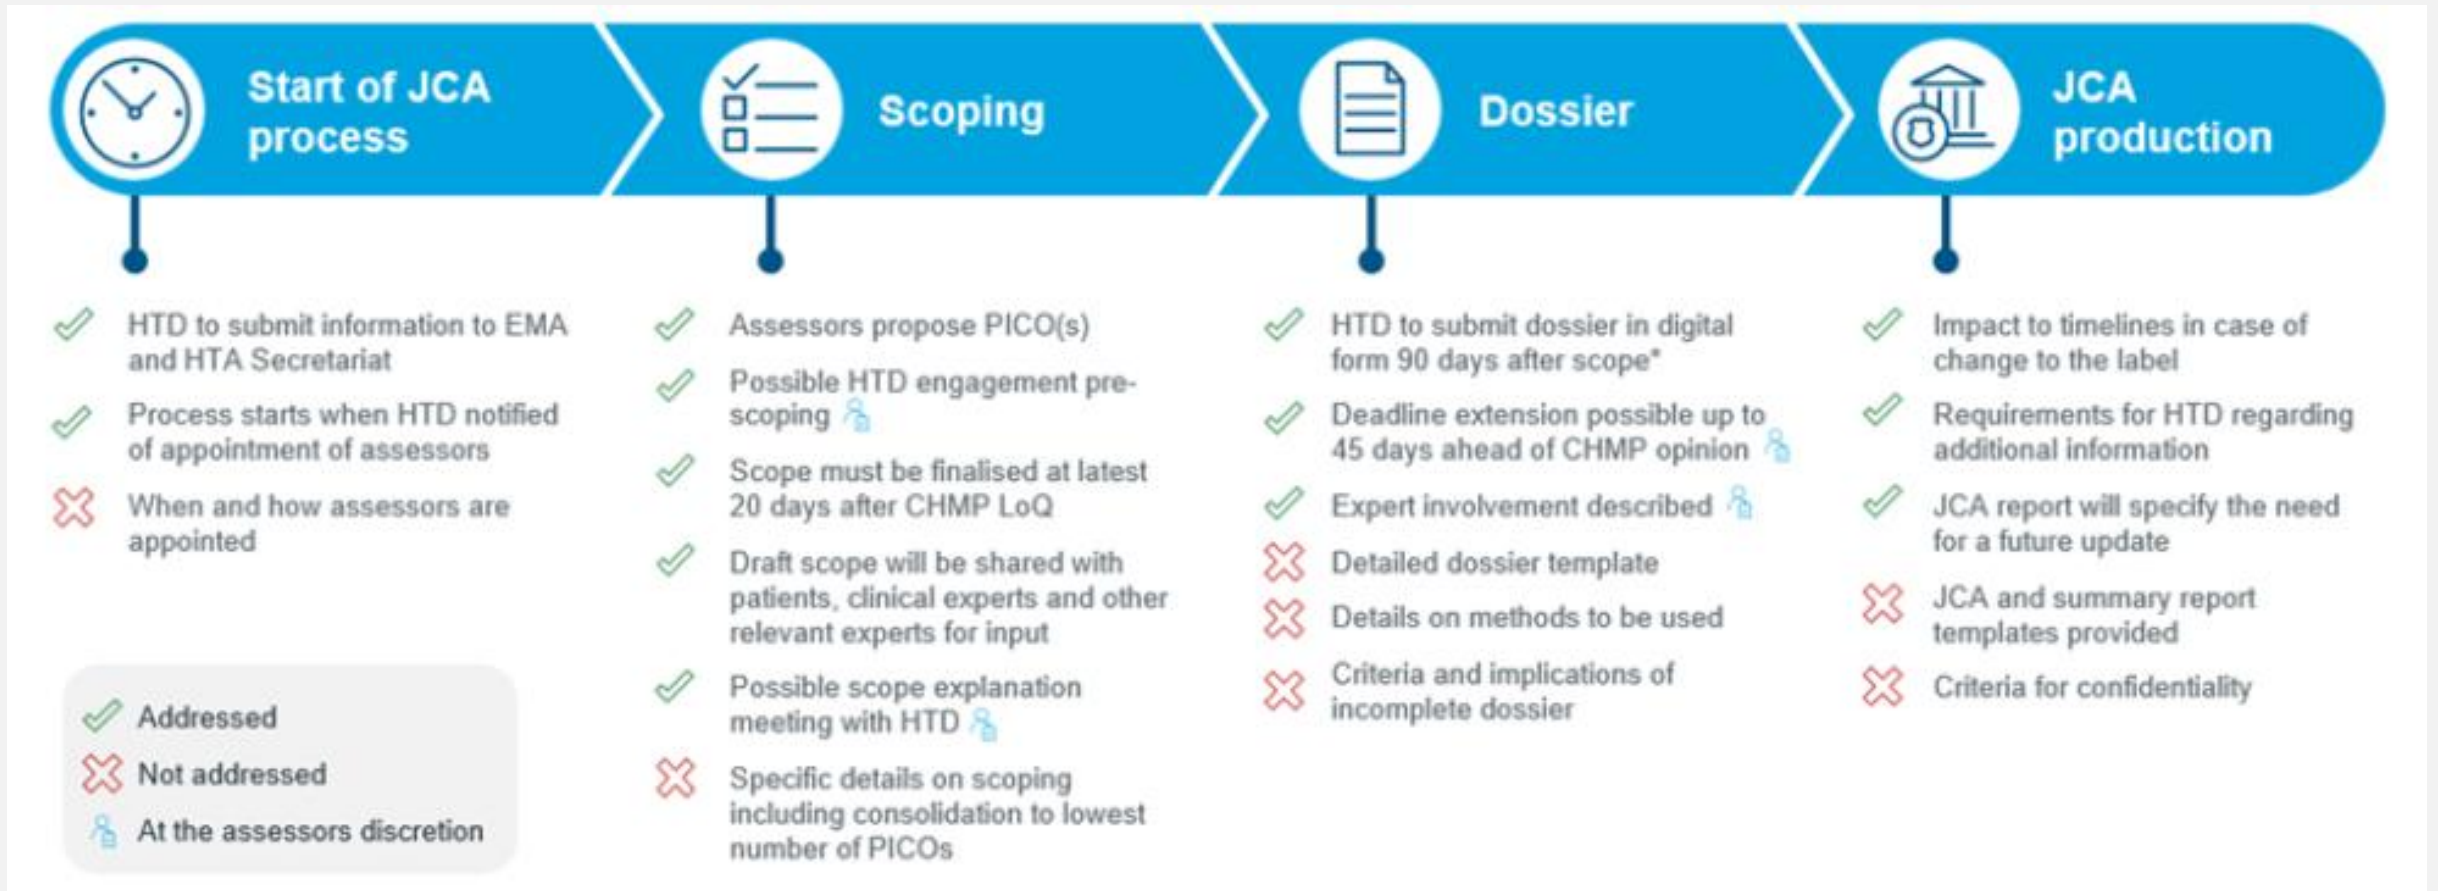 Start of JCA
process
Scoping
Dossier
JCA
production
HTD to submit information to EMA
and HTA Secretariat
Process starts when HTD notified
of appointment of assessors
When and how assessors are
appointed
Addressed
Not addressed
At the assessors discretion
Assessors propose PICO(s)
Possible HTD engagement pre-
scoping
Scope must be finalised at latest
20 days after CHMP LoQ
Draft scope will be shared with
patients, clinical experts and other
relevant experts for input
Possible scope explanation
meeting with HTD
Specific details on scoping
including consolidation to lowest
number of PICOs
HTD to submit dossier in digital
form 90 days after scope*
Deadline extension possible up to
45 days ahead of CHMP opinion
Expert involvement described
Detailed dossier template
Details on methods to be used
Criteria and implications of
incomplete dossier
Impact to timelines in case of
change to the label
Requirements for HTD regarding
additional information
JCA report will specify the need
for a future update
JCA and summary report
templates provided
Criteria for confidentiality